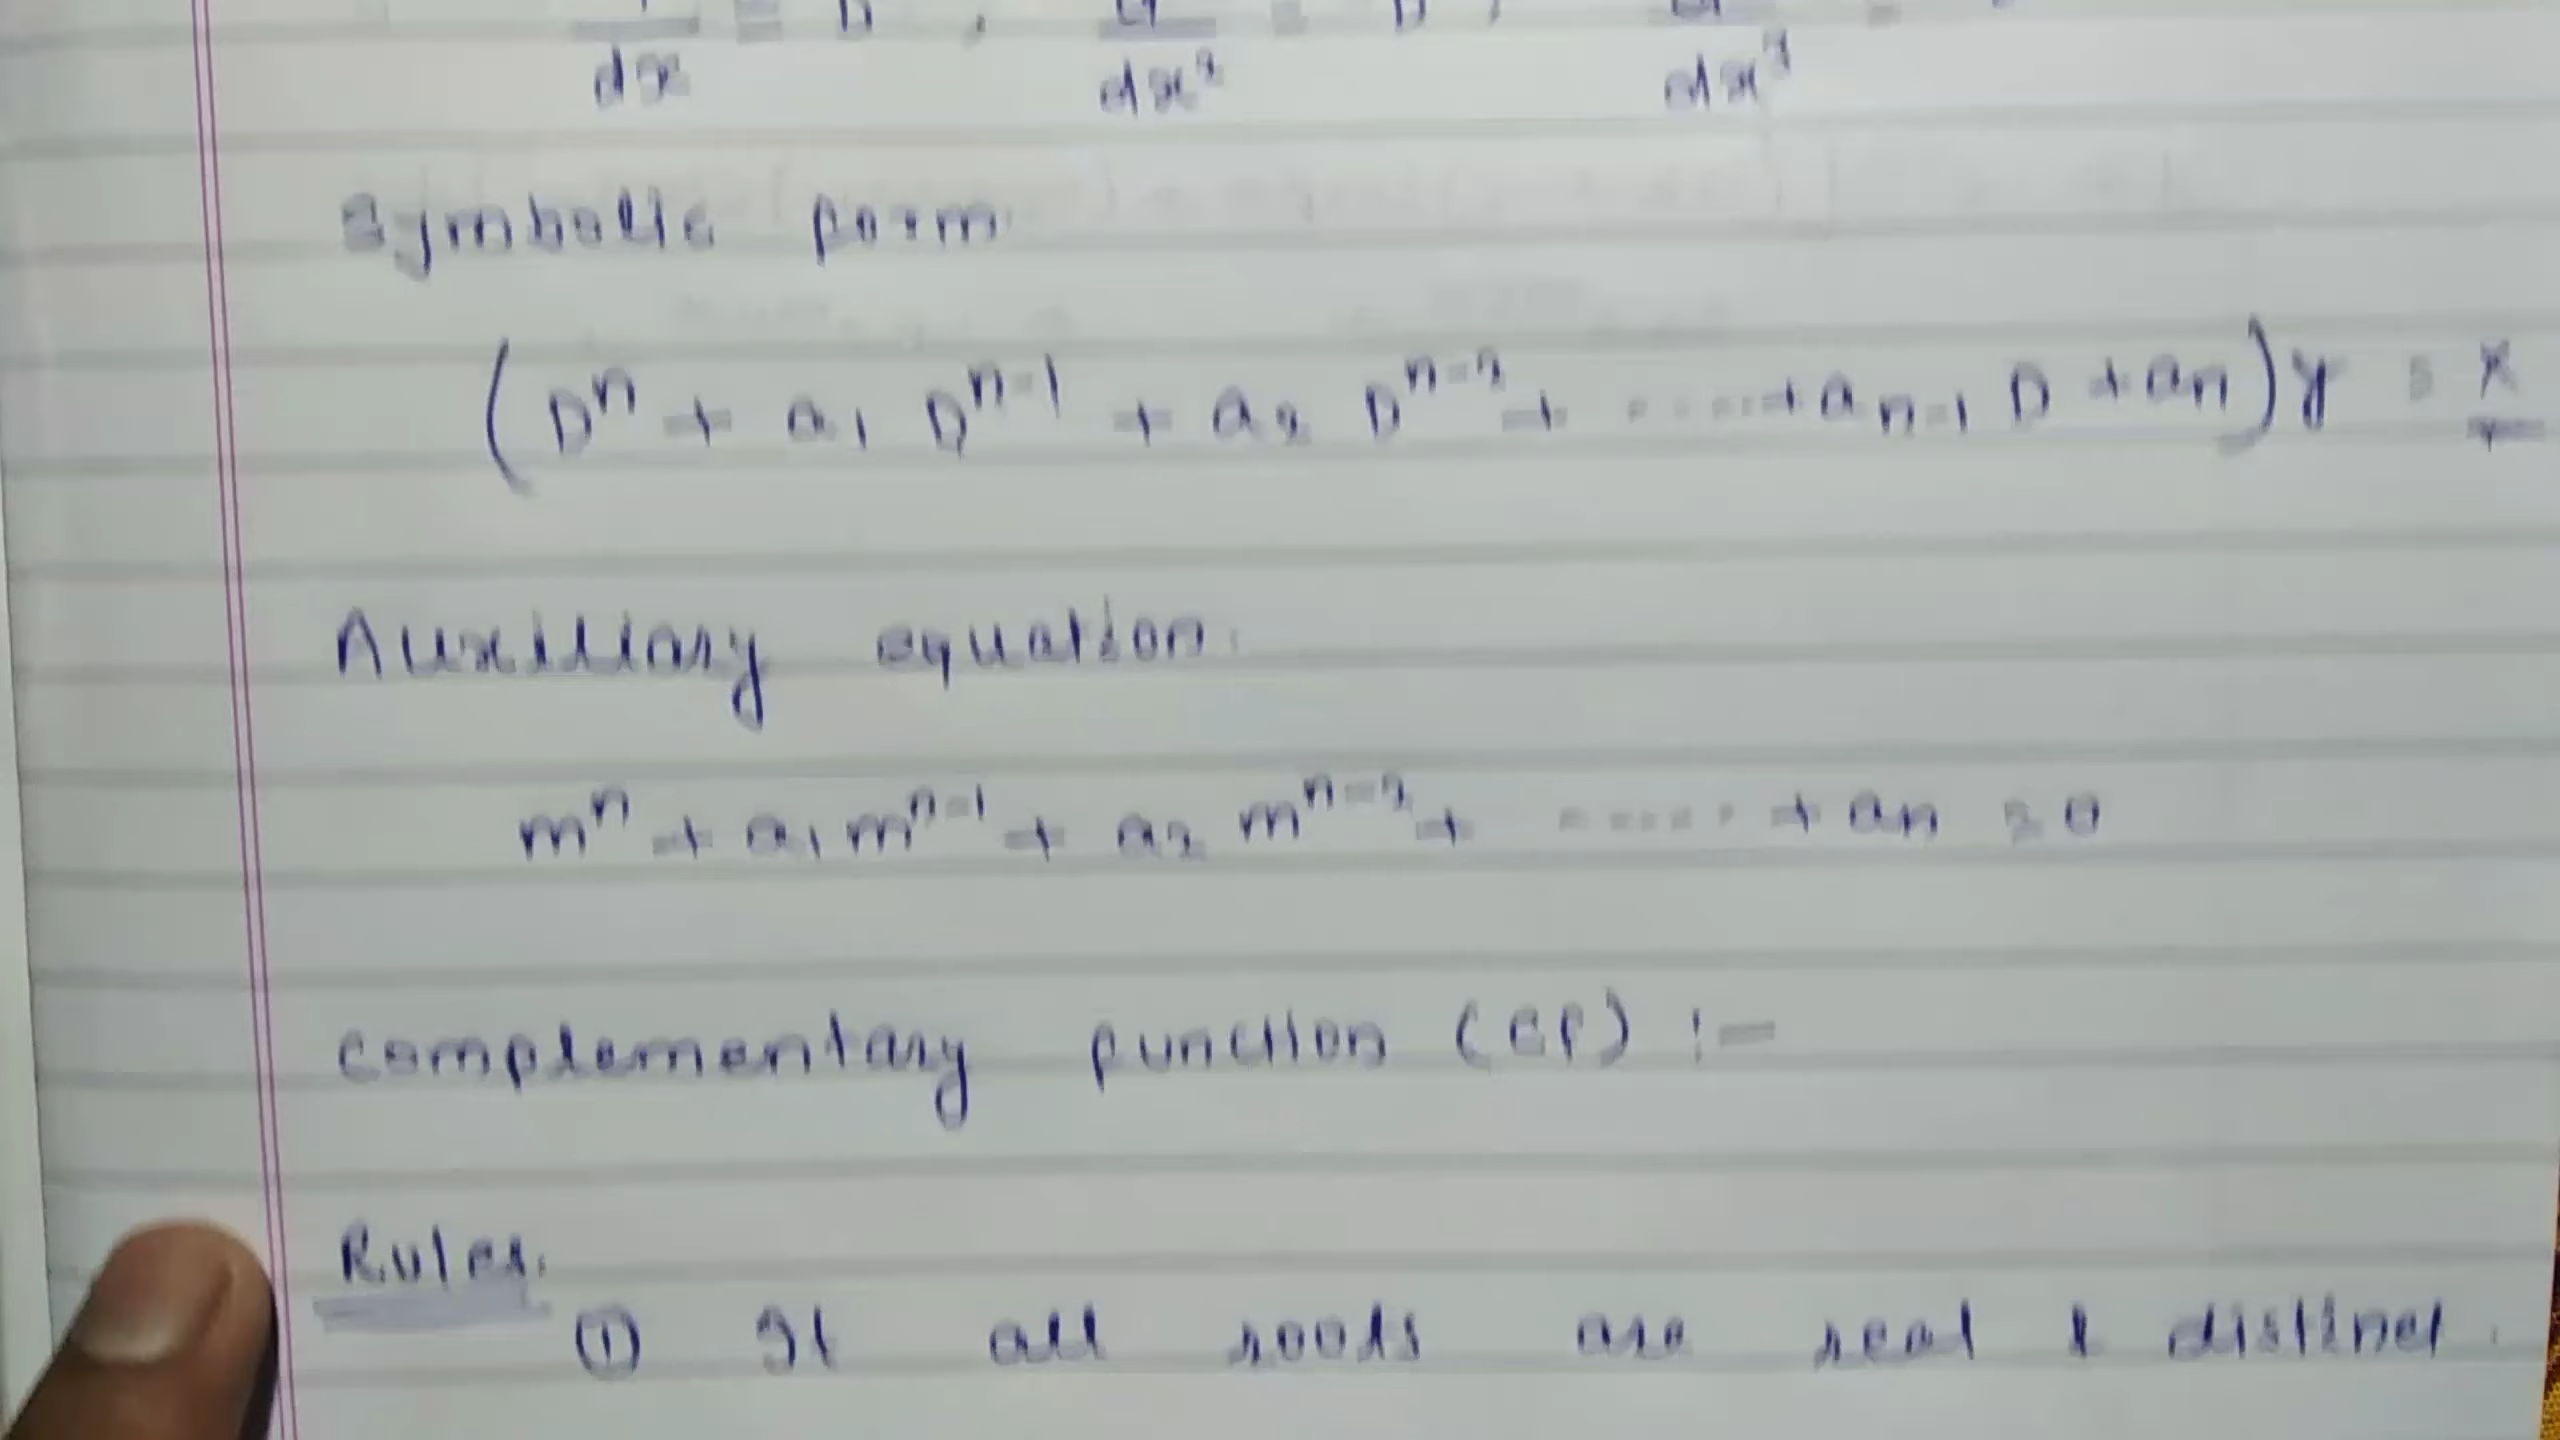 dx dx² dx³
Symbolic form
(Dⁿ + a₁ Dⁿ⁻¹ + a₂ Dⁿ⁻² + ..... + aₙ₋₁ D + aₙ) y = X
Auxiliary equation.
mⁿ + a₁ mⁿ⁻¹ + a₂ mⁿ⁻² + ..... + aₙ = 0
Complementary function (CF) :-
Rules.
(1) If all roots are real & distinct.